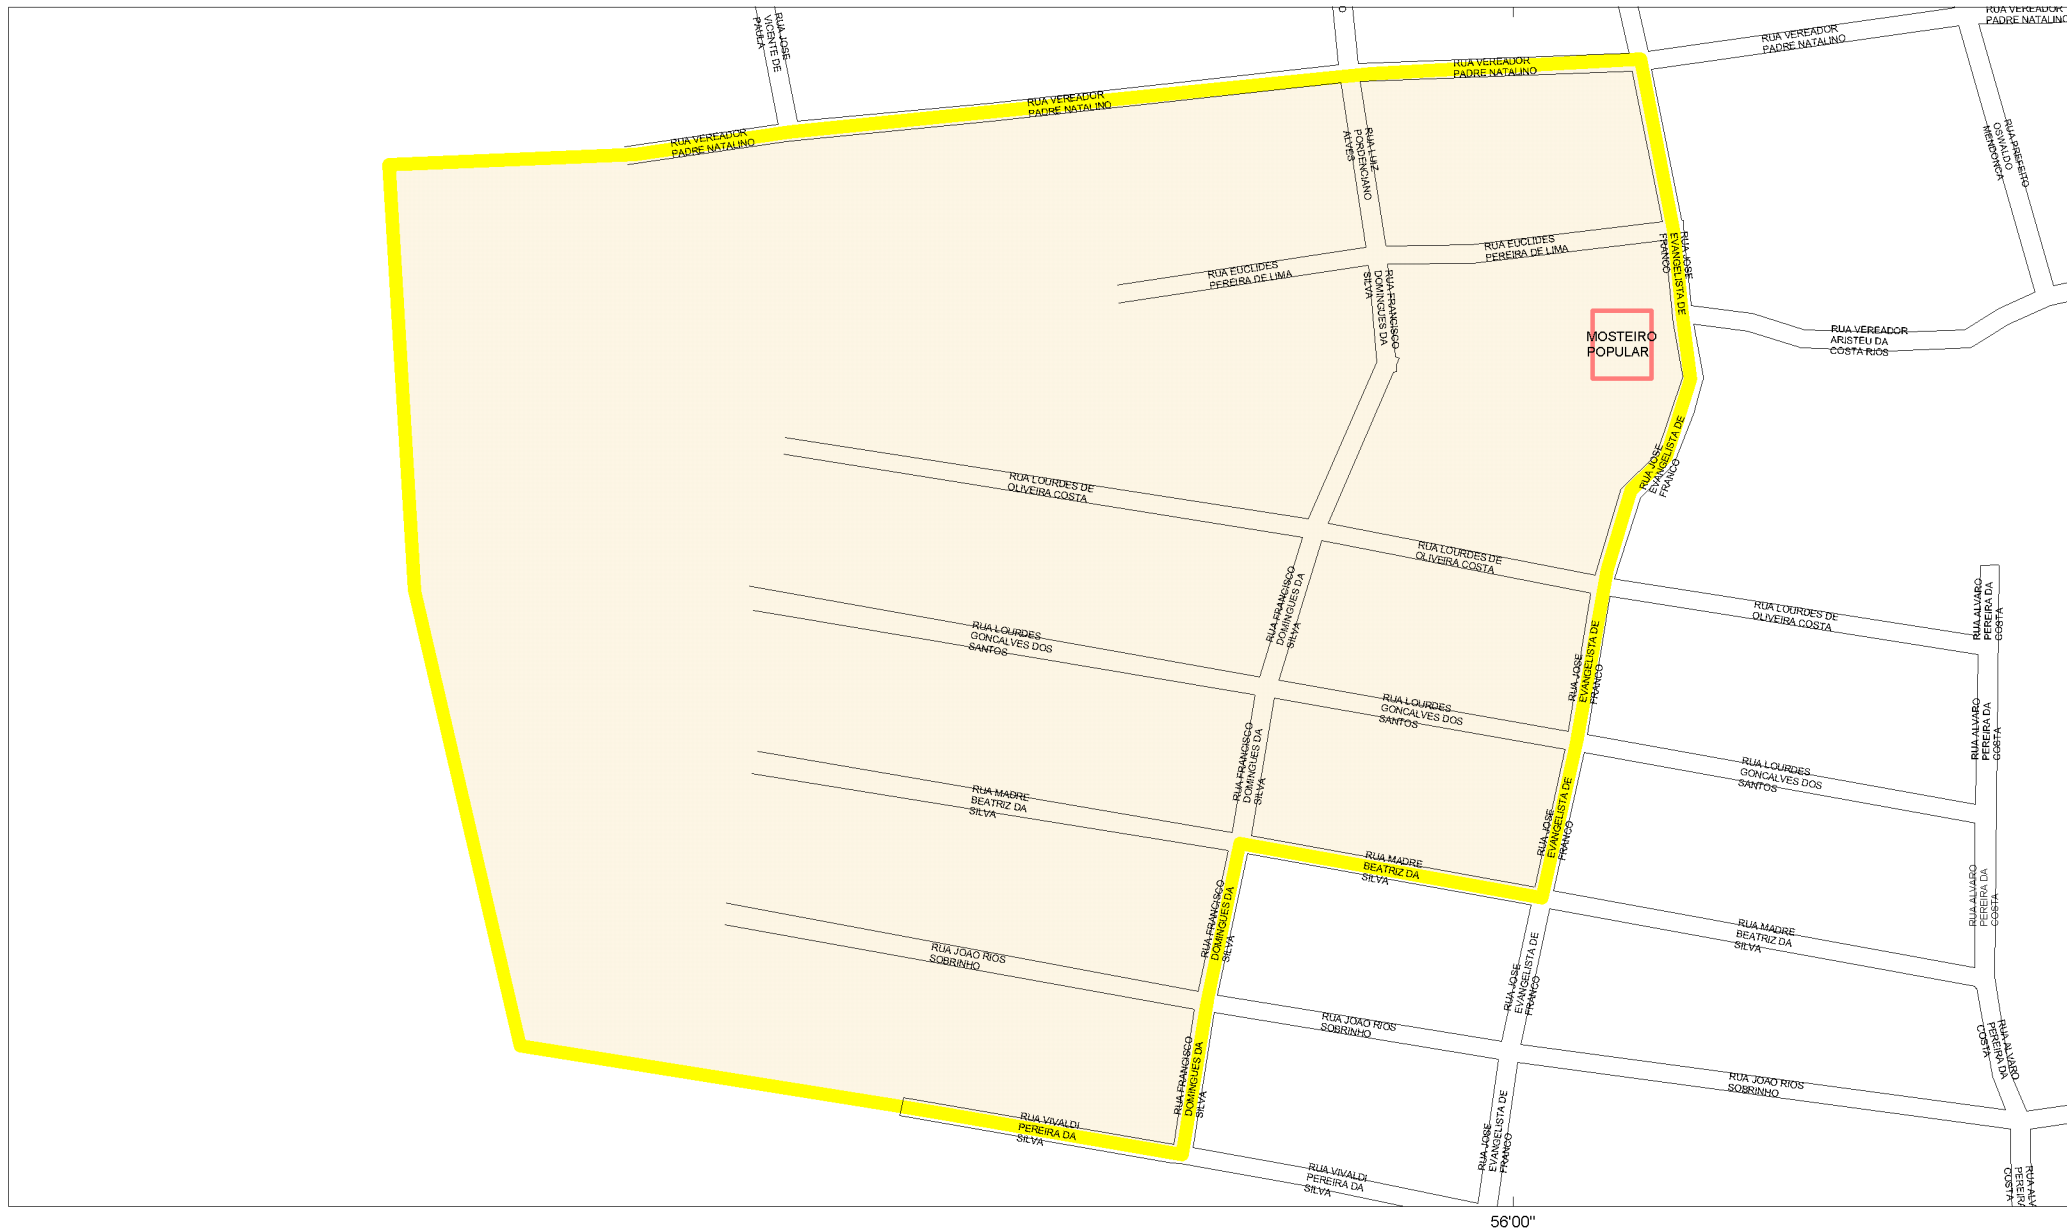 RUA JOSE
VICENTE DE
PAULA
RUA VEREADOR
PADRE NATALINO
RUA VEREADOR
PADRE NATALINO
RUA VEREADOR
PADRE NATALINO
RUA VEREADOR
PADRE NATALINO
RUA VEREADOR
PADRE NATALINO
RUA LUIZ
PORDENCIANO
ALVES
RUA PREFEITO
OSWALDO
MENDONCA
RUA EUCLIDES
PEREIRA DE LIMA
RUA EUCLIDES
PEREIRA DE LIMA
RUA JOSE
EVANGELISTA DE
FRANCO
RUA FRANCISCO
DOMINGUES DA
SILVA
MOSTEIRO
POPULAR
RUA VEREADOR
ARISTEU DA
COSTA RIOS
RUA JOSE
EVANGELISTA DE
FRANCO
RUA LOURDES DE
OLIVEIRA COSTA
RUA LOURDES DE
OLIVEIRA COSTA
RUA LOURDES DE
OLIVEIRA COSTA
RUA FRANCISCO
DOMINGUES DA
SILVA
RUA ALVARO
PEREIRA DA
COSTA
RUA LOURDES
GONCALVES DOS
SANTOS
RUA JOSE
EVANGELISTA DE
FRANCO
RUA LOURDES
GONCALVES DOS
SANTOS
RUA ALVARO
PEREIRA DA
COSTA
RUA LOURDES
GONCALVES DOS
SANTOS
RUA FRANCISCO
DOMINGUES DA
SILVA
RUA MADRE
BEATRIZ DA
SILVA
RUA JOSE
EVANGELISTA DE
FRANCO
RUA MADRE
BEATRIZ DA
SILVA
RUA ALVARO
PEREIRA DA
COSTA
RUA FRANCISCO
DOMINGUES DA
SILVA
RUA MADRE
BEATRIZ DA
SILVA
RUA JOAO RIOS
SOBRINHO
RUA JOSE
EVANGELISTA DE
FRANCO
RUA JOAO RIOS
SOBRINHO
RUA ALVARO
PEREIRA DA
COSTA
RUA JOAO RIOS
SOBRINHO
RUA FRANCISCO
DOMINGUES DA
SILVA
RUA VIVALDI
PEREIRA DA
SILVA
RUA JOSE
EVANGELISTA DE
FRANCO
RUA VIVALDI
PEREIRA DA
SILVA
RUA ALV
PEREIR
COSTA
56'00"